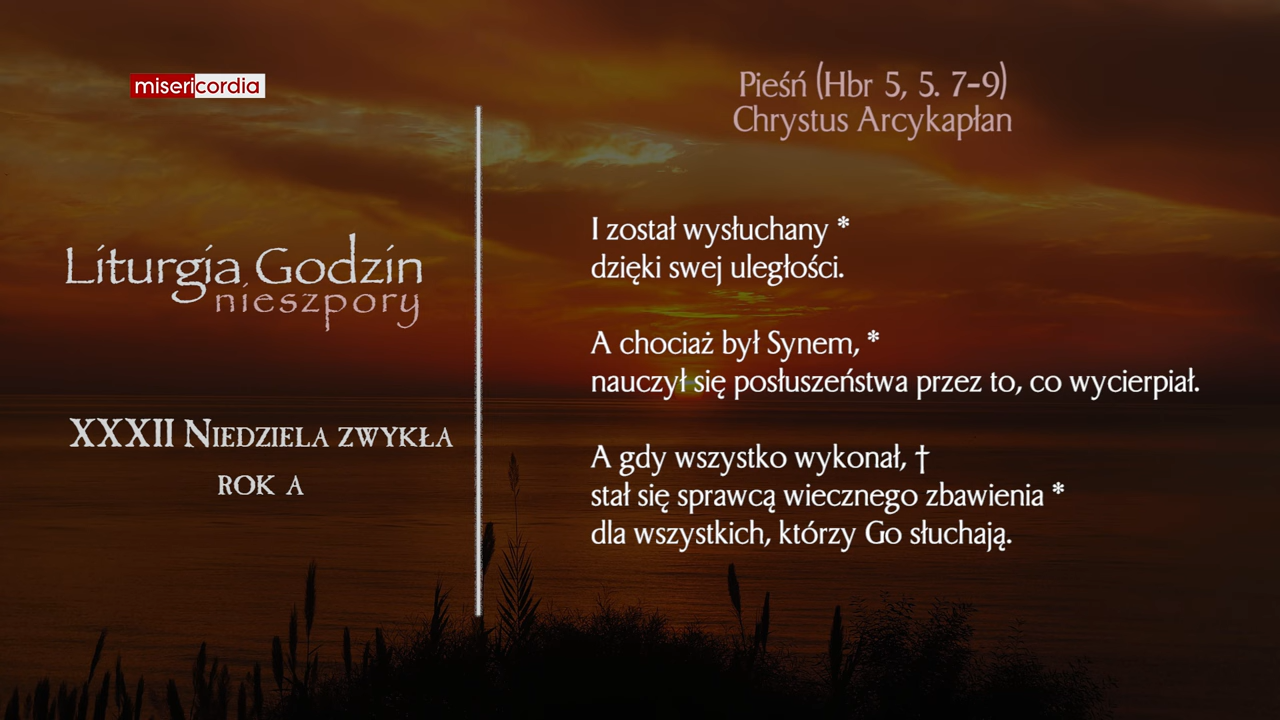 misericordia
Liturgia Godzin
nieszpory
XXXII Niedziela zwykła
rok A
Pieśń (Hbr 5, 5. 7-9)
Chrystus Arcykapłan
I został wysłuchany *
dzięki swej uległości.
A chociaż był Synem, *
nauczył się posłuszeństwa przez to, co wycierpiał.
A gdy wszystko wykonał, †
stał się sprawcą wiecznego zbawienia *
dla wszystkich, którzy Go słuchają.